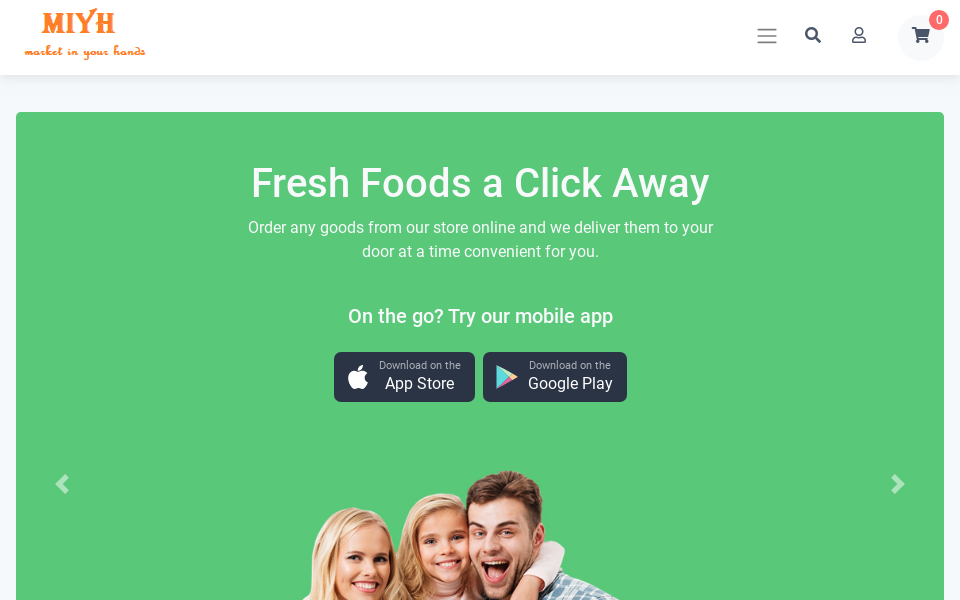 MIYH
market in your hands
0
Fresh Foods a Click Away
Order any goods from our store online and we deliver them to your
door at a time convenient for you.
On the go? Try our mobile app
Download on the
App Store
Download on the
Google Play